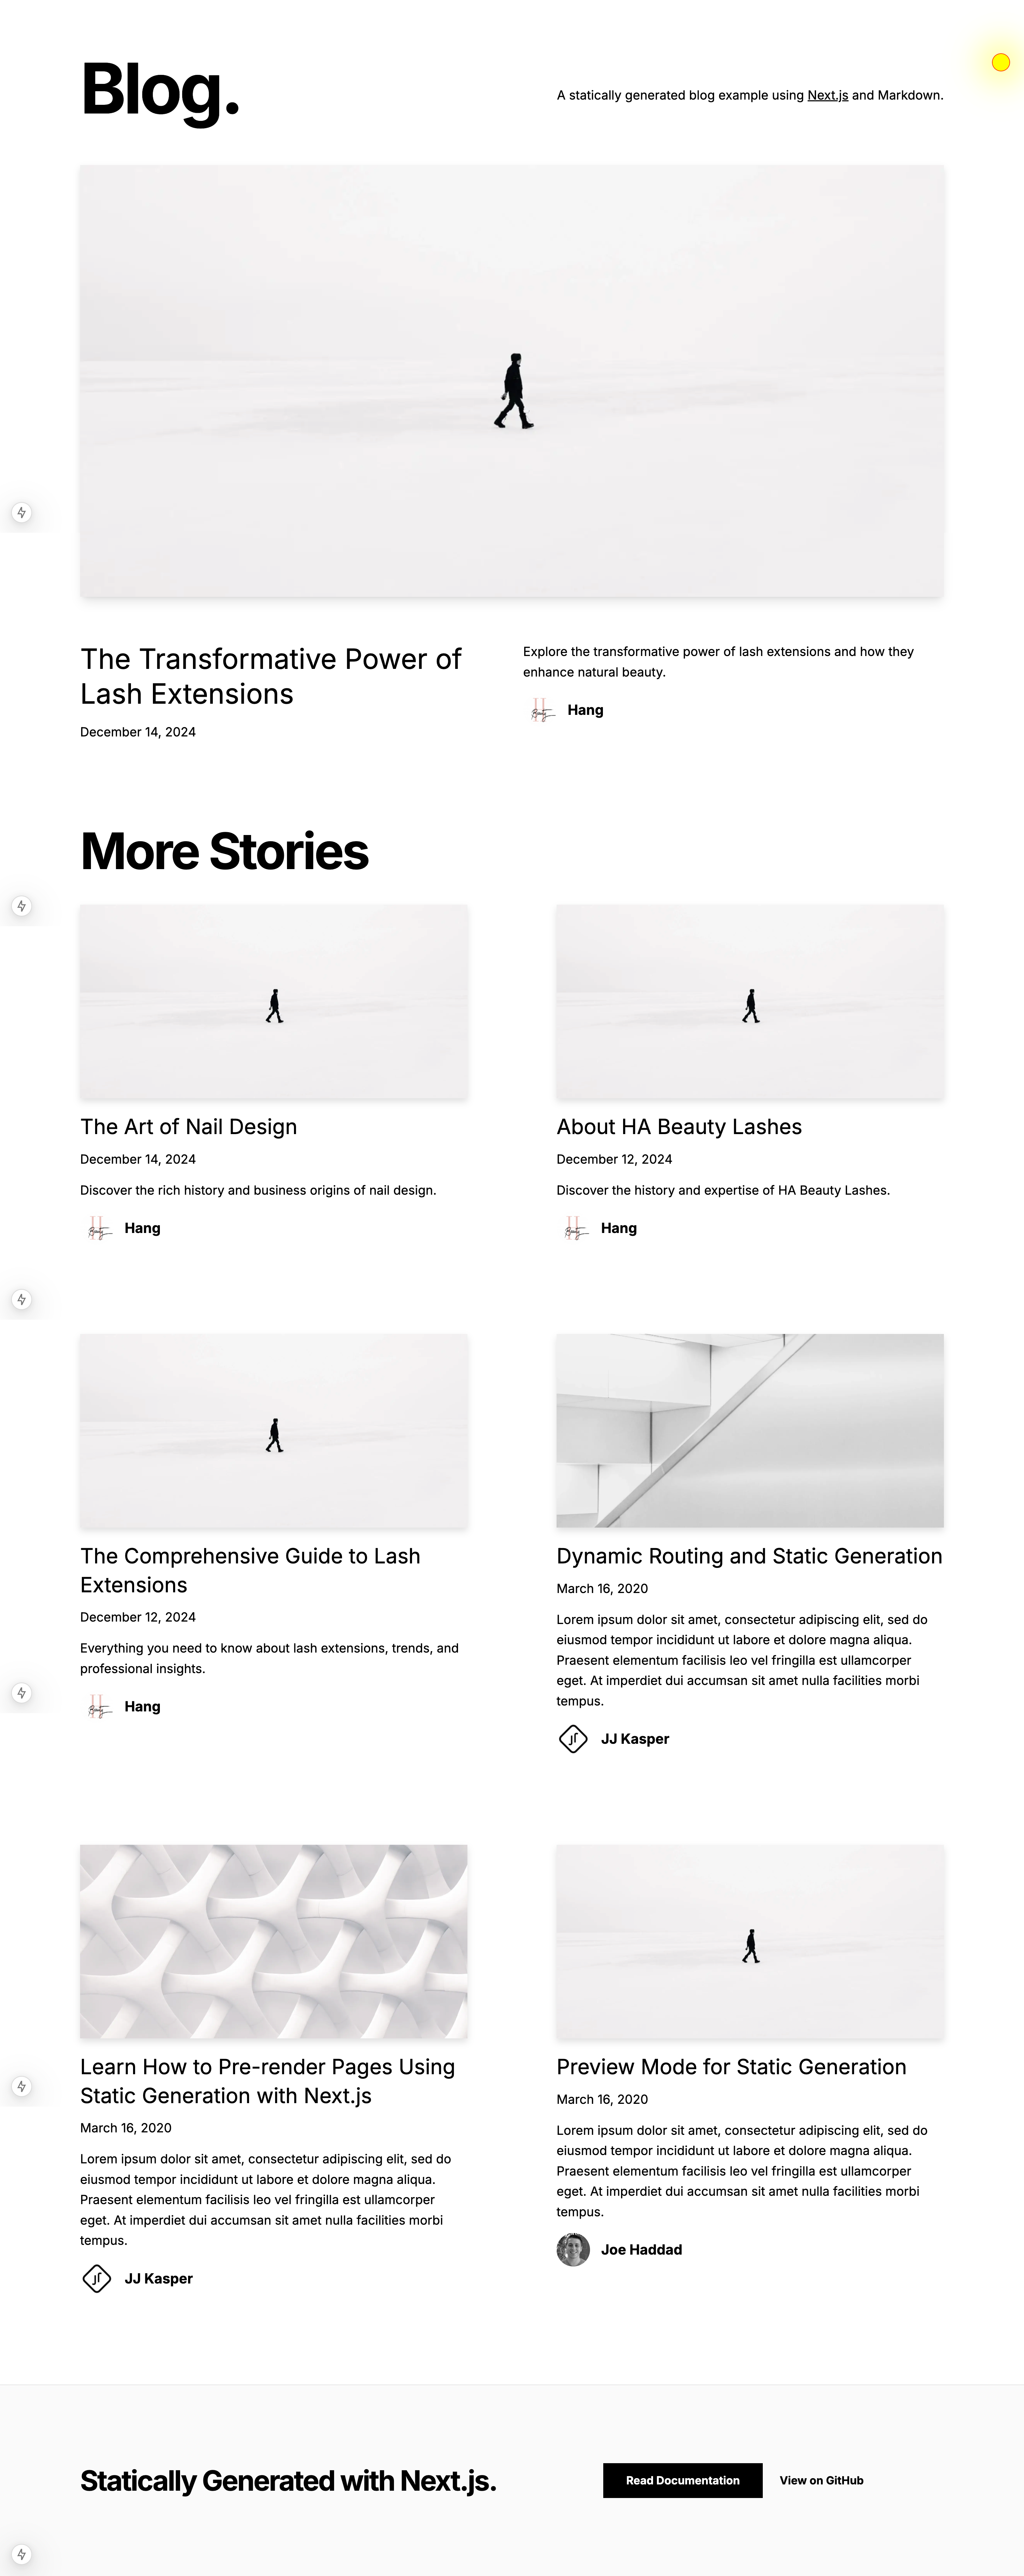 Blog.
A statically generated blog example using Next.js and Markdown.
The Transformative Power of
Lash Extensions
December 14, 2024
Explore the transformative power of lash extensions and how they
enhance natural beauty.
Beauty
Hang
More Stories
The Art of Nail Design
December 14, 2024
Discover the rich history and business origins of nail design.
Beauty
Hang
About HA Beauty Lashes
December 12, 2024
Discover the history and expertise of HA Beauty Lashes.
Beauty
Hang
The Comprehensive Guide to Lash
Extensions
December 12, 2024
Everything you need to know about lash extensions, trends, and
professional insights.
Beauty
Hang
Dynamic Routing and Static Generation
March 16, 2020
Lorem ipsum dolor sit amet, consectetur adipiscing elit, sed do
eiusmod tempor incididunt ut labore et dolore magna aliqua.
Praesent elementum facilisis leo vel fringilla est ullamcorper
eget. At imperdiet dui accumsan sit amet nulla facilities morbi
tempus.
JJ Kasper
Learn How to Pre-render Pages Using
Static Generation with Next.js
March 16, 2020
Lorem ipsum dolor sit amet, consectetur adipiscing elit, sed do
eiusmod tempor incididunt ut labore et dolore magna aliqua.
Praesent elementum facilisis leo vel fringilla est ullamcorper
eget. At imperdiet dui accumsan sit amet nulla facilities morbi
tempus.
JJ Kasper
Preview Mode for Static Generation
March 16, 2020
Lorem ipsum dolor sit amet, consectetur adipiscing elit, sed do
eiusmod tempor incididunt ut labore et dolore magna aliqua.
Praesent elementum facilisis leo vel fringilla est ullamcorper
eget. At imperdiet dui accumsan sit amet nulla facilities morbi
tempus.
Joe Haddad
Statically Generated with Next.js.
Read Documentation
View on GitHub